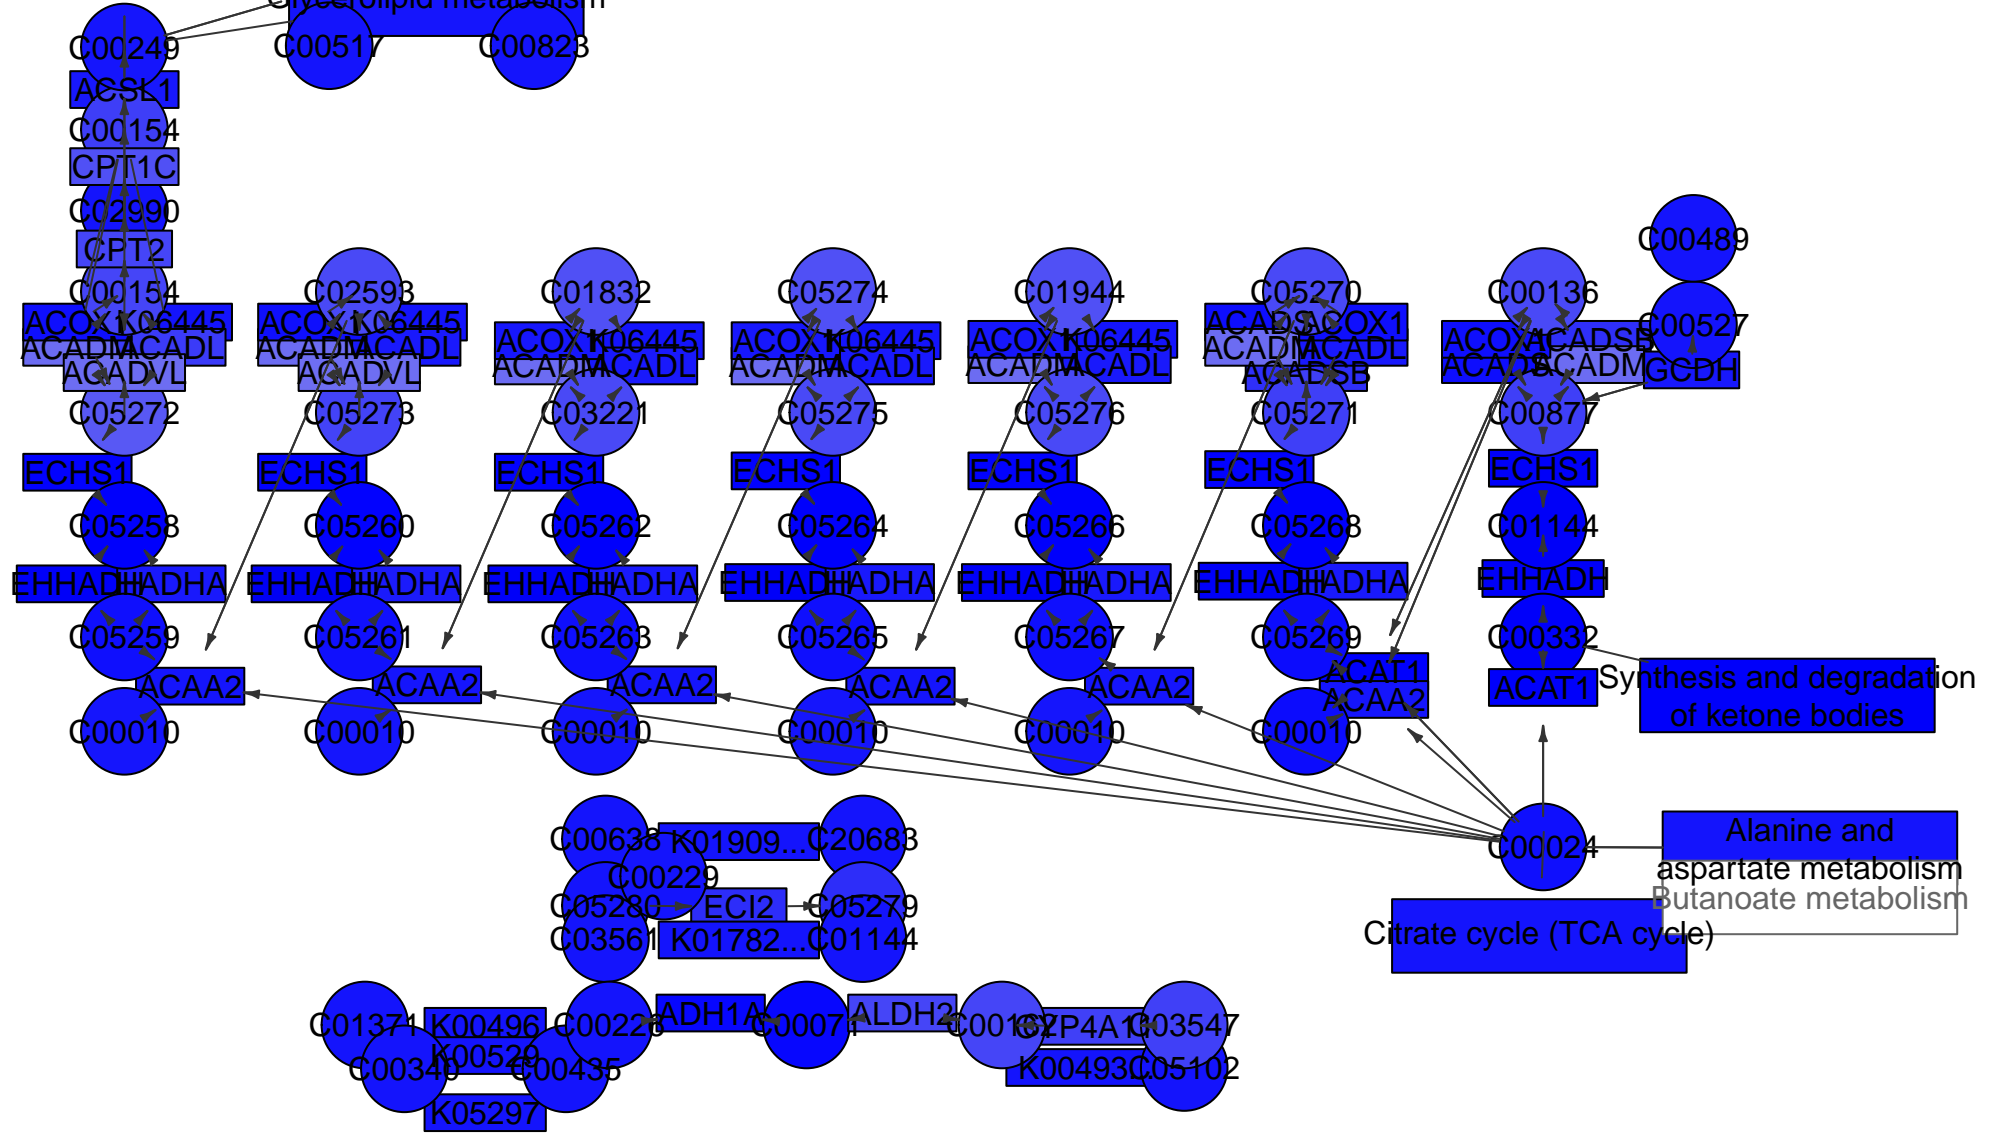 Glycerolipid metabolism
C00249
C00517
C00823
ACSL1
C00154
CPT1C
C02990
CPT2
C00489
C00154
C02593
C01832
C05274
C01944
C05270
C00136
C00527
ACOX1 K06445
ACOX1 K06445
ACOX1 K06445
ACOX1 K06445
ACOX1 K06445
ACADS ACOX1
ACOX1 ACADSB
ACADM ACADL
ACADM ACADL
ACADM ACADL
ACADM ACADL
ACADM ACADL
ACADM ACADL
ACADS ACADM
GCDH
ACADVL
ACADVL
ACADSB
C05272
C05273
C03221
C05275
C05276
C05271
C00877
ECHS1
ECHS1
ECHS1
ECHS1
ECHS1
ECHS1
ECHS1
C05258
C05260
C05262
C05264
C05266
C05268
C01144
EHHADH HADHA
EHHADH HADHA
EHHADH HADHA
EHHADH HADHA
EHHADH HADHA
EHHADH HADHA
EHHADH
C05259
C05261
C05263
C05265
C05267
C05269
C00332
ACAA2
ACAA2
ACAA2
ACAA2
ACAA2
ACAT1
ACAA2
ACAT1
Synthesis and degradation
of ketone bodies
C00010
C00010
C00010
C00010
C00010
C00010
C00638
K01909...
C20683
C00024
Alanine and
aspartate metabolism
Butanoate metabolism
C00229
C05280
ECI2
C05279
C03561
K01782...
C01144
Citrate cycle (TCA cycle)
C01371
K00496
C00226
ADH1A
C00071
ALDH2
C00162
C03547
K00529
C00340
C00435
K00493...
C05102
K05297